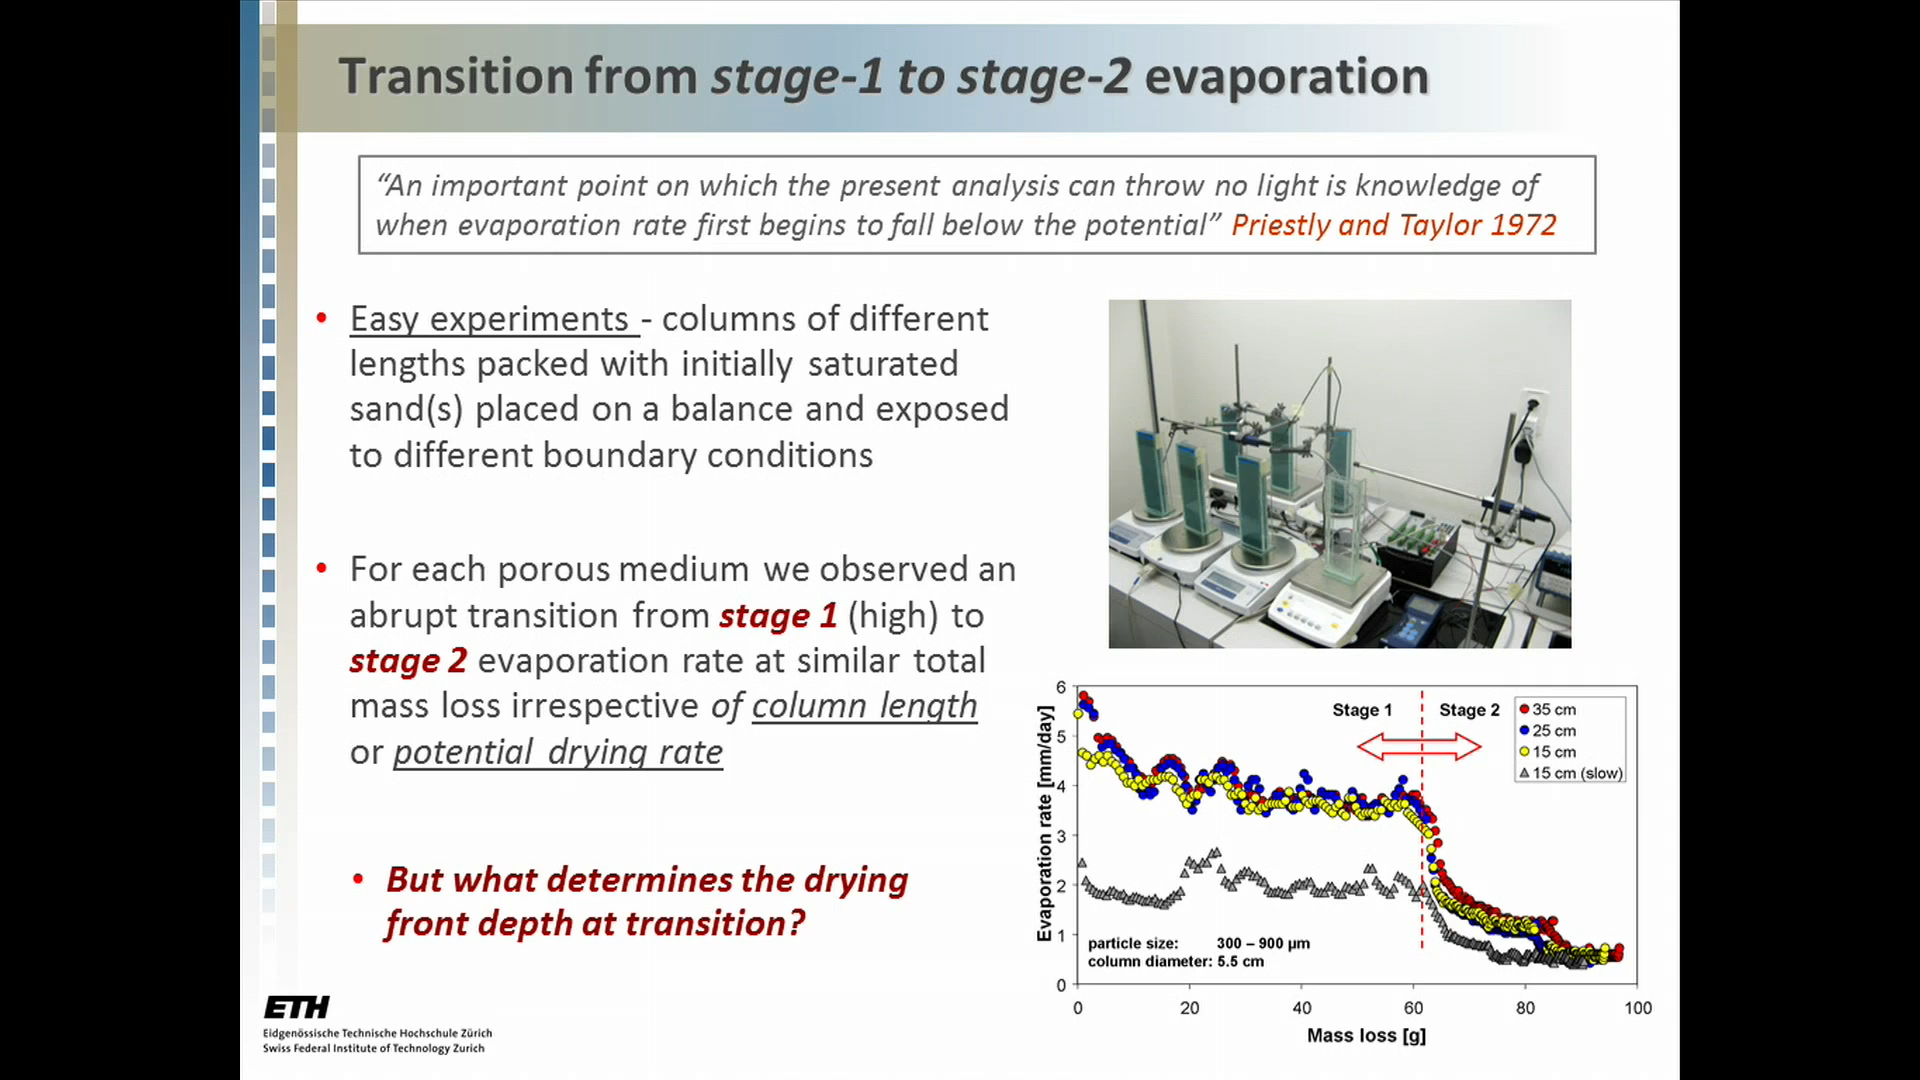 Transition from stage-1 to stage-2 evaporation
“An important point on which the present analysis can throw no light is knowledge of
when evaporation rate first begins to fall below the potential” Priestly and Taylor 1972
• Easy experiments - columns of different
lengths packed with initially saturated
sand(s) placed on a balance and exposed
to different boundary conditions
• For each porous medium we observed an
abrupt transition from stage 1 (high) to
stage 2 evaporation rate at similar total
mass loss irrespective of column length
or potential drying rate
• But what determines the drying
front depth at transition?
Evaporation rate [mm/day]
6
5
4
3
2
1
0
Stage 1
Stage 2
35 cm
25 cm
15 cm
15 cm (slow)
particle size: 300 – 900 µm
column diameter: 5.5 cm
0 20 40 60 80 100
Mass loss [g]
ETH
Eidgenössische Technische Hochschule Zürich
Swiss Federal Institute of Technology Zurich